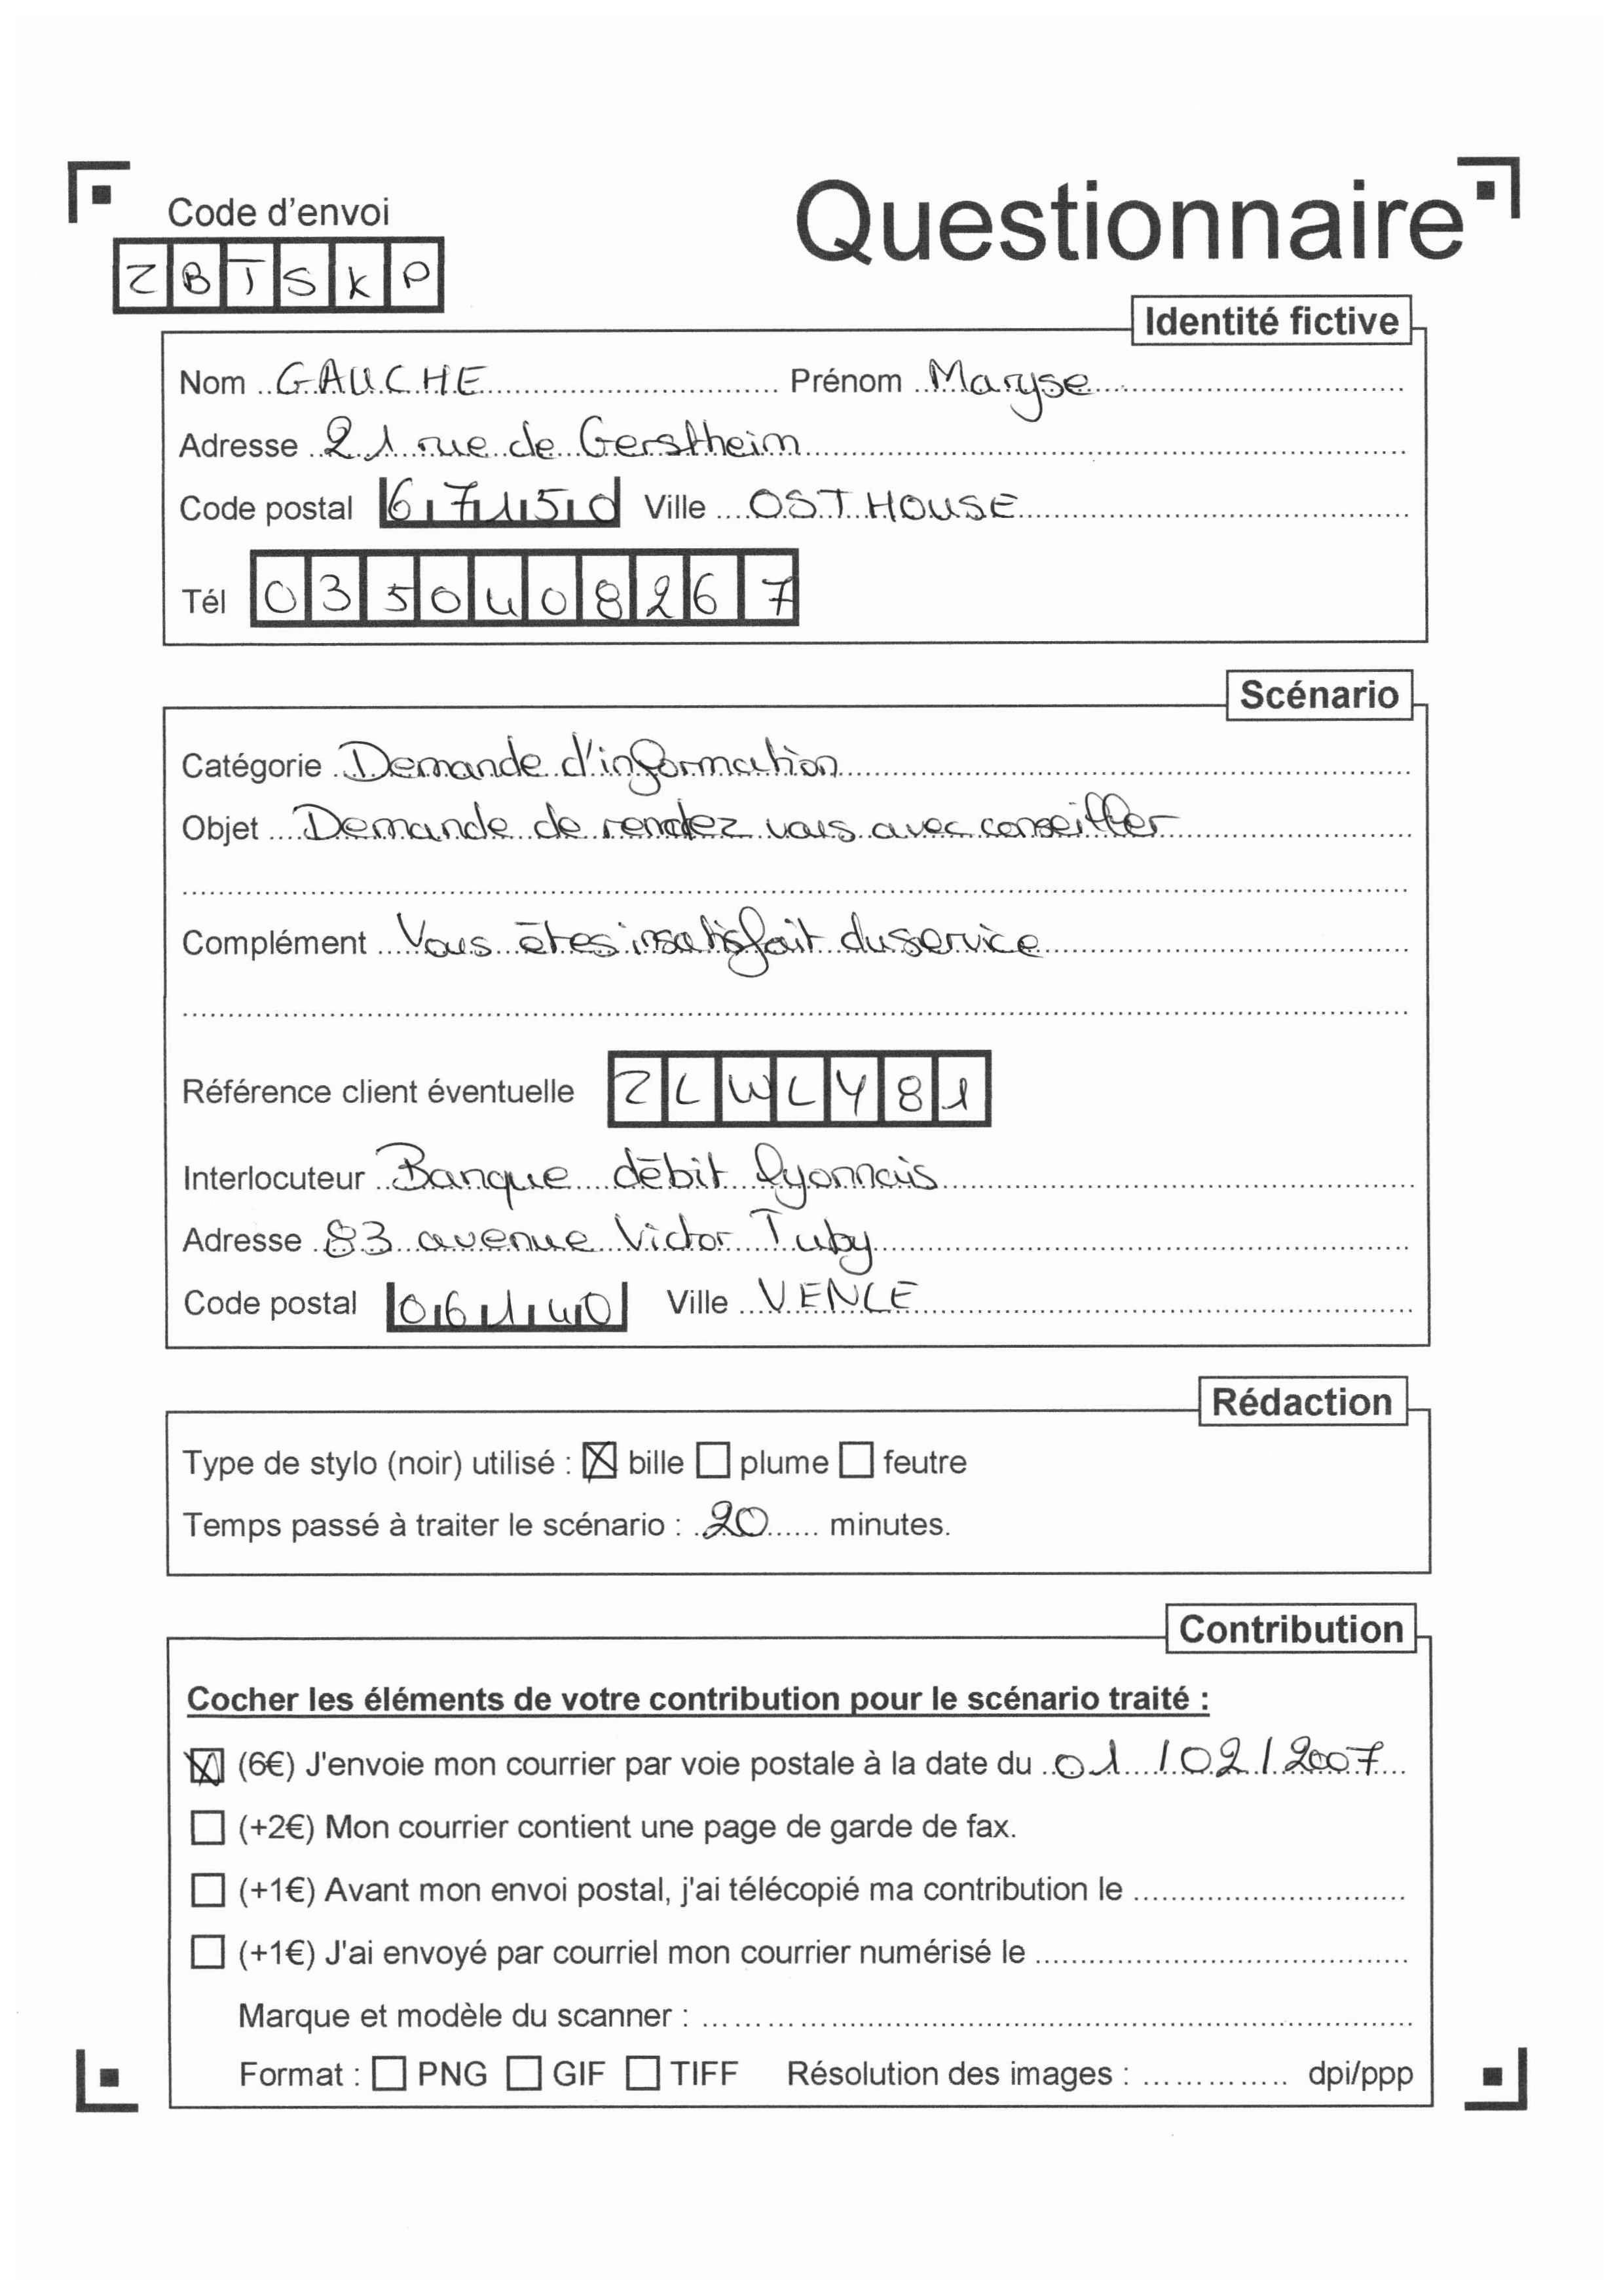 Code d'envoi
Questionnaire
ZBTSKP
Identité fictive
Nom GAUCHE Prénom Maryse
Adresse 21 rue de Gerstheim
Code postal 67150 Ville OSTHOUSE
Tél 0350408267
Scénario
Catégorie Demande d'information
Objet Demande de rendez vous avec conseiller
Complément Vous êtes insatisfait du service
Référence client éventuelle ZLWLY81
Interlocuteur Banque débit lyonnais
Adresse 83 avenue Victor Tuby
Code postal 06140 Ville VENCE
Rédaction
Type de stylo (noir) utilisé : ☒ bille ☐ plume ☐ feutre
Temps passé à traiter le scénario : 20 minutes.
Contribution
Cocher les éléments de votre contribution pour le scénario traité :
☒ (6€) J'envoie mon courrier par voie postale à la date du 01/02/2007
☐ (+2€) Mon courrier contient une page de garde de fax.
☐ (+1€) Avant mon envoi postal, j'ai télécopié ma contribution le
☐ (+1€) J'ai envoyé par courriel mon courrier numérisé le
Marque et modèle du scanner :
Format : ☐ PNG ☐ GIF ☐ TIFF Résolution des images : dpi/ppp